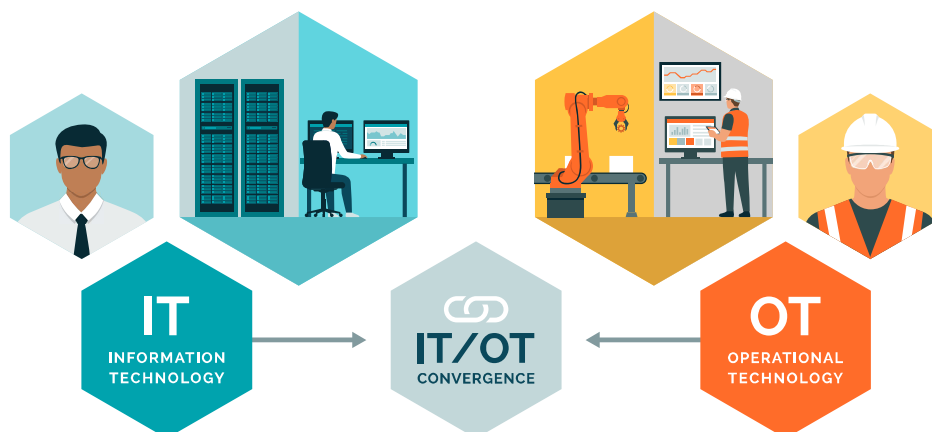 IT
INFORMATION
TECHNOLOGY
IT/OT
CONVERGENCE
OT
OPERATIONAL
TECHNOLOGY